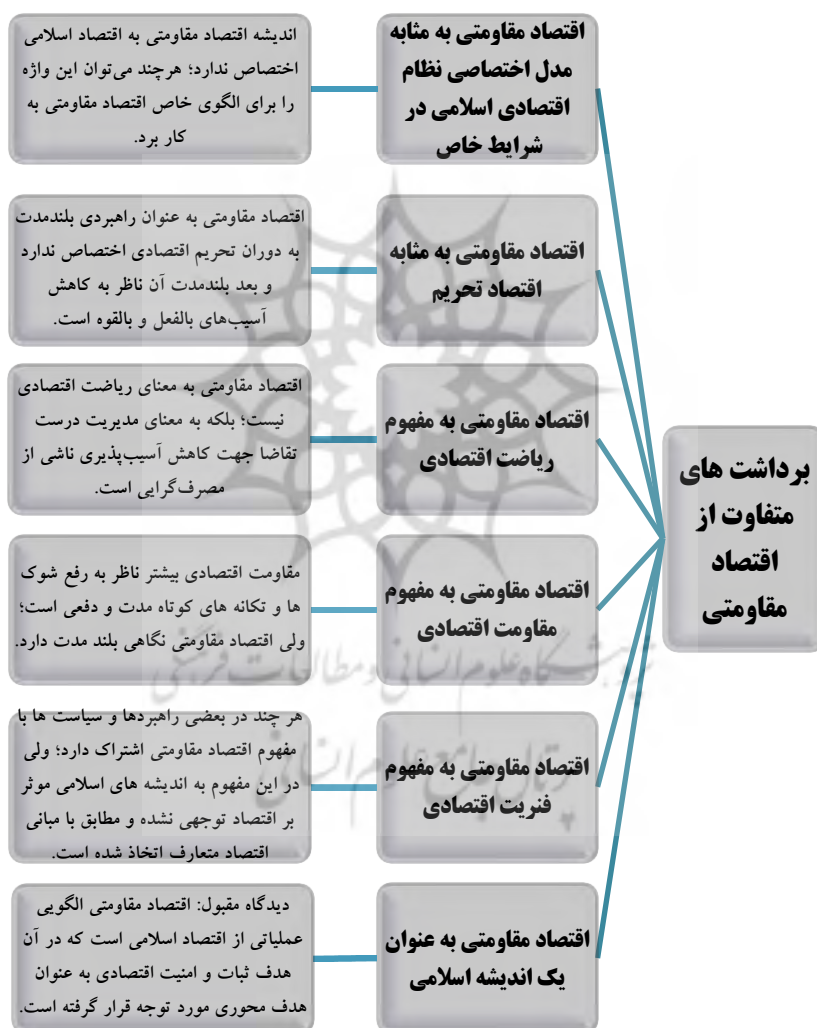 برداشت های
متفاوت از
اقتصاد
مقاومتی
اقتصاد مقاومتی به مثابه
مدل اختصاصی نظام
اقتصادی اسلامی در
شرایط خاص
اندیشه اقتصاد مقاومتی به اقتصاد اسلامی
اختصاص ندارد؛ هرچند می‌توان این واژه
را برای الگوی خاص اقتصاد مقاومتی به
کار برد.
اقتصاد مقاومتی به مثابه
اقتصاد تحریم
اقتصاد مقاومتی به عنوان راهبردی بلندمدت
به دوران تحریم اقتصادی اختصاص ندارد
و بعد بلندمدت آن ناظر به کاهش
آسیب‌های بالفعل و بالقوه است.
اقتصاد مقاومتی به مفهوم
ریاضت اقتصادی
اقتصاد مقاومتی به معنای ریاضت اقتصادی
نیست؛ بلکه به معنای مدیریت درست
تقاضا جهت کاهش آسیب‌پذیری ناشی از
مصرف‌گرایی است.
اقتصاد مقاومتی به مفهوم
مقاومت اقتصادی
مقاومت اقتصادی بیشتر ناظر به رفع شوک
ها و تکانه های کوتاه مدت و دفعی است؛
ولی اقتصاد مقاومتی نگاهی بلند مدت دارد.
اقتصاد مقاومتی به مفهوم
فنریت اقتصادی
هر چند در بعضی راهبردها و سیاست ها با
مفهوم اقتصاد مقاومتی اشتراک دارد؛ ولی
در این مفهوم به اندیشه های اسلامی موثر
بر اقتصاد توجهی نشده و مطابق با مبانی
اقتصاد متعارف اتخاذ شده است.
اقتصاد مقاومتی به عنوان
یک اندیشه اسلامی
دیدگاه مقبول: اقتصاد مقاومتی الگویی
عملیاتی از اقتصاد اسلامی است که در آن
هدف ثبات و امنیت اقتصادی به عنوان
هدف محوری مورد توجه قرار گرفته است.
پژوهشگاه علوم انسانی و مطالعات فرهنگی
پرتال جامع علوم انسانی